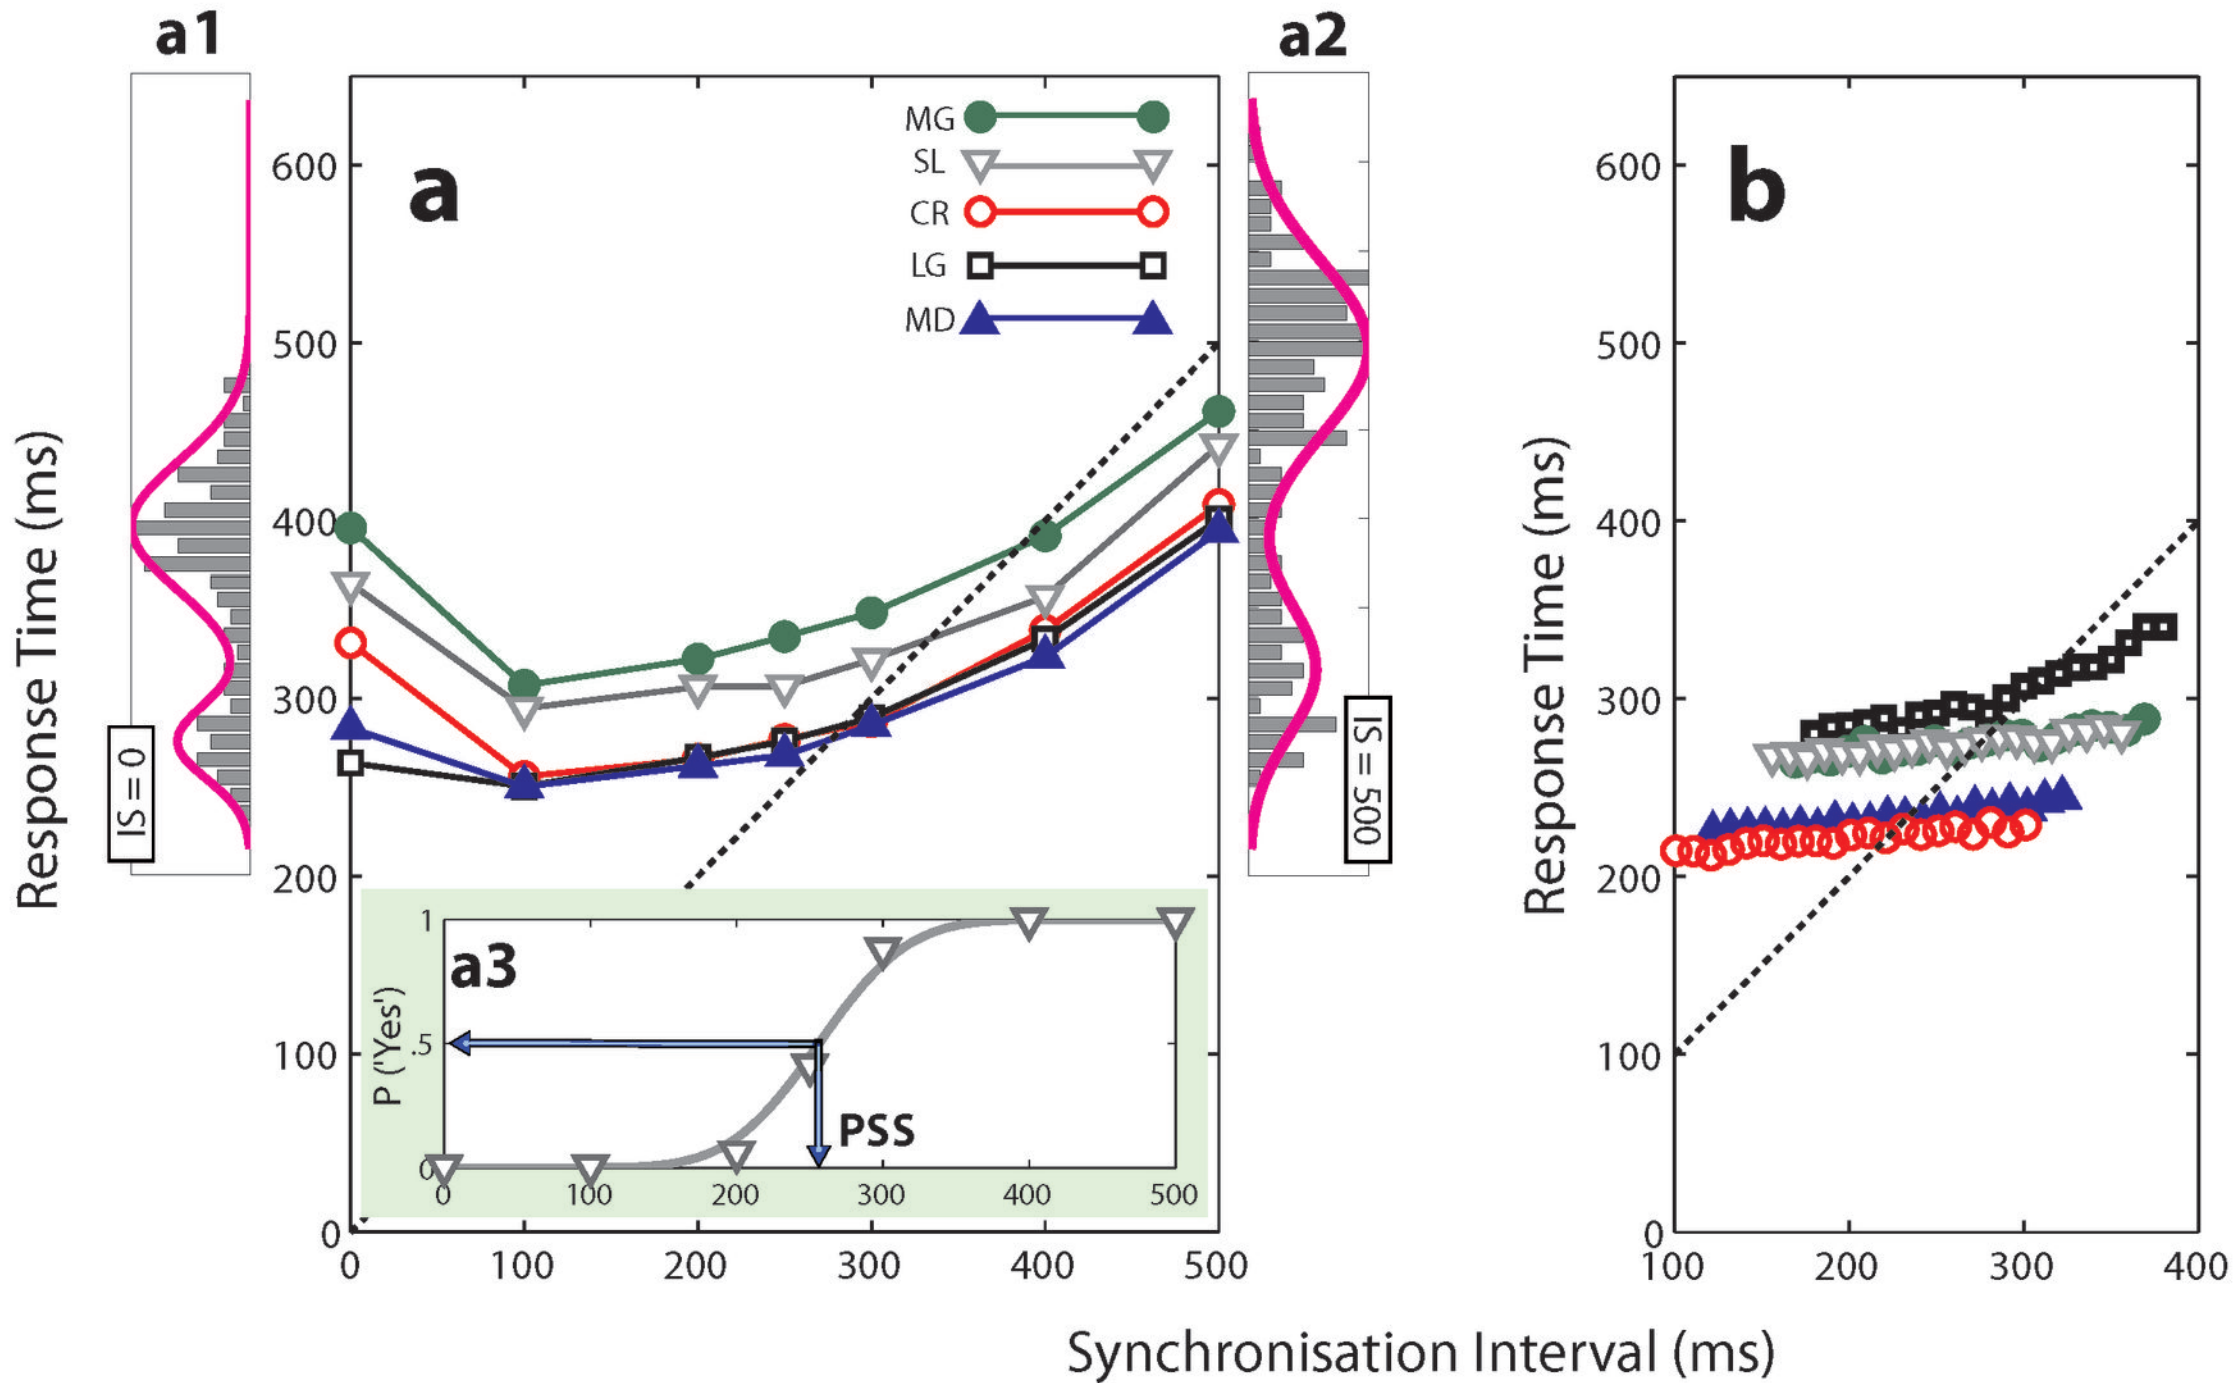 a1
a2
a
b
MG
SL
CR
LG
MD
Response Time (ms)
600
500
400
300
200
100
0
0
100
200
300
400
500
IS = 0
IS = 500
a3
P ('Yes')
1
.5
0
PSS
0
100
200
300
400
500
Response Time (ms)
600
500
400
300
200
100
0
100
200
300
400
Synchronisation Interval (ms)